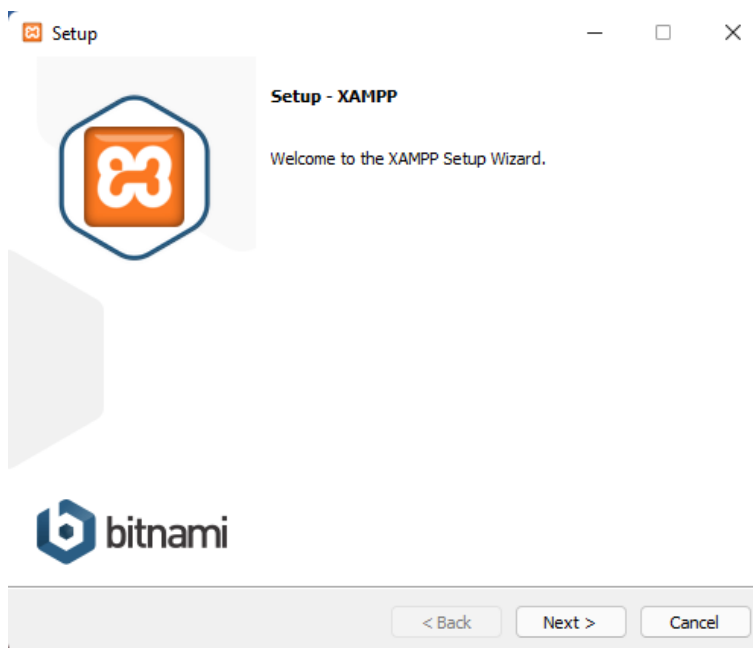 Setup
Setup - XAMPP
Welcome to the XAMPP Setup Wizard.
bitnami
< Back
Next >
Cancel